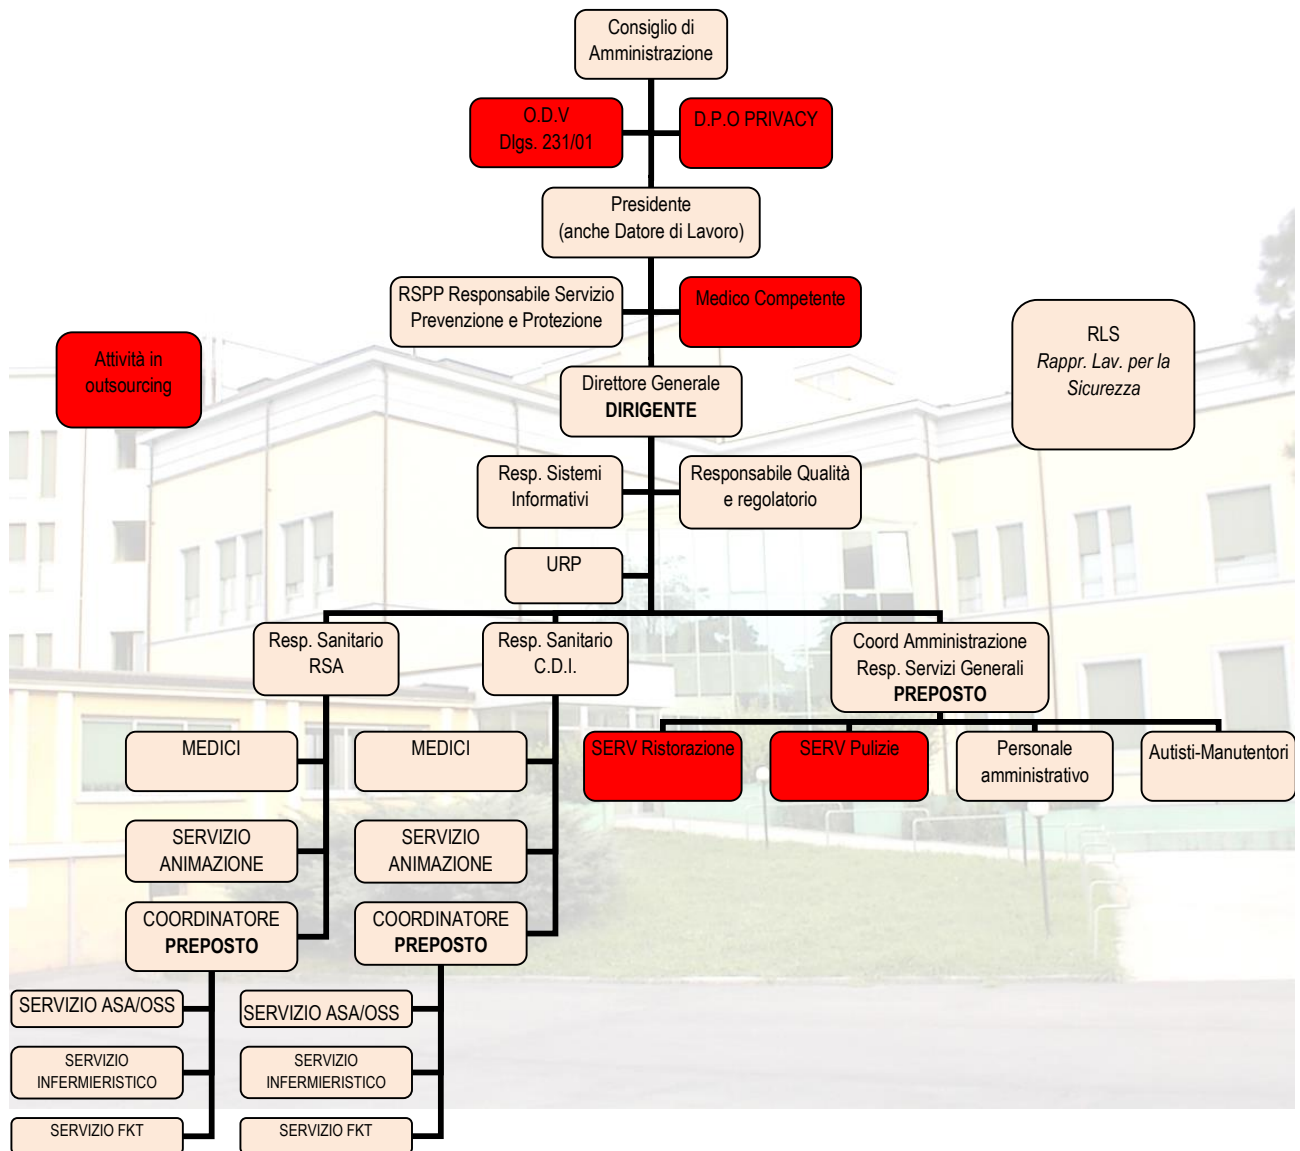 Consiglio di
Amministrazione
O.D.V
Dlgs. 231/01
D.P.O PRIVACY
Presidente
(anche Datore di Lavoro)
RSPP Responsabile Servizio
Prevenzione e Protezione
Medico Competente
RLS
Rappr. Lav. per la
Sicurezza
Attività in
outsourcing
Direttore Generale
DIRIGENTE
Resp. Sistemi
Informativi
Responsabile Qualità
e regolatorio
URP
Resp. Sanitario
RSA
Resp. Sanitario
C.D.I.
Coord Amministrazione
Resp. Servizi Generali
PREPOSTO
MEDICI
MEDICI
SERV Ristorazione
SERV Pulizie
Personale
amministrativo
Autisti-Manutentori
SERVIZIO
ANIMAZIONE
SERVIZIO
ANIMAZIONE
COORDINATORE
PREPOSTO
COORDINATORE
PREPOSTO
SERVIZIO ASA/OSS
SERVIZIO ASA/OSS
SERVIZIO
INFERMIERISTICO
SERVIZIO
INFERMIERISTICO
SERVIZIO FKT
SERVIZIO FKT